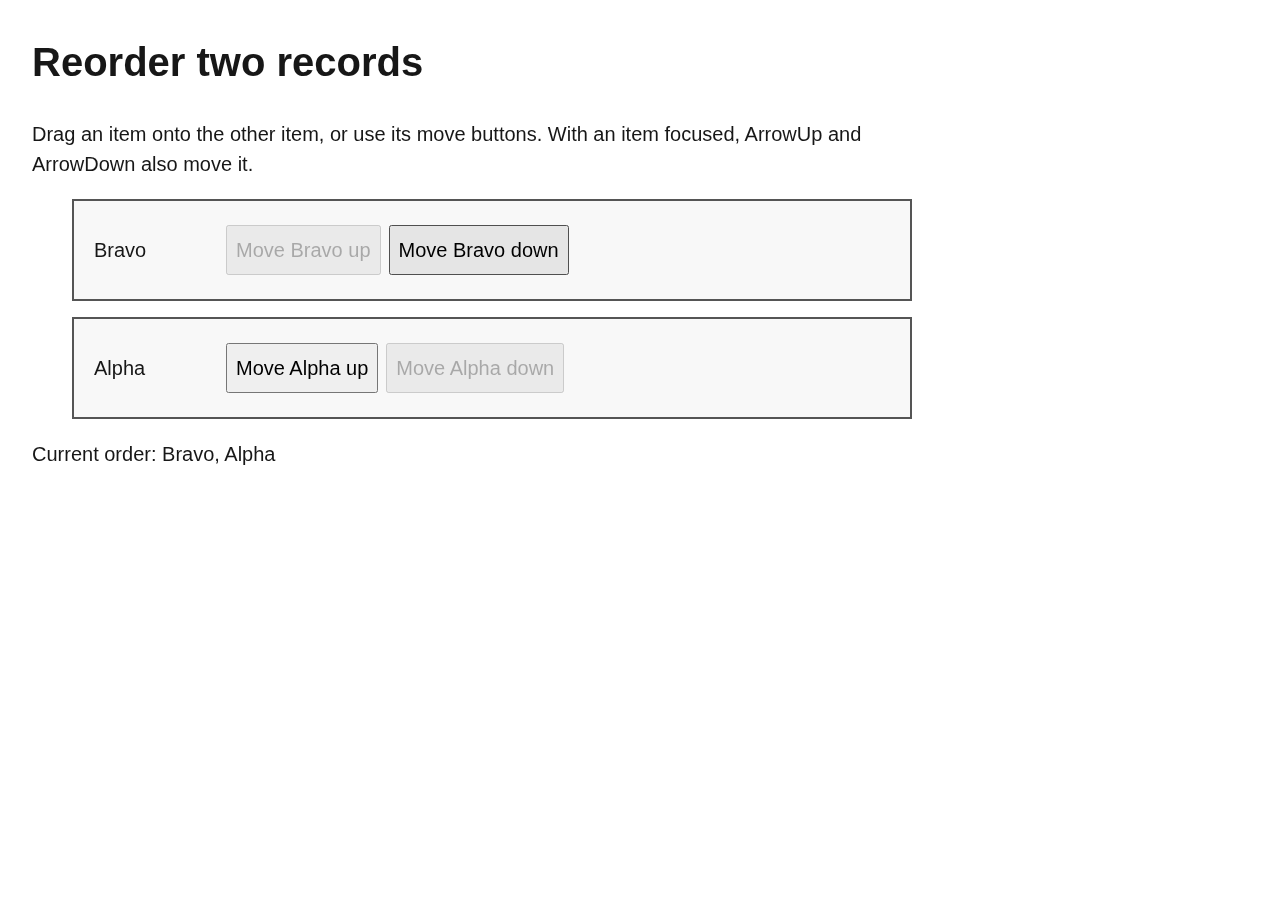 Reorder two records
Drag an item onto the other item, or use its move buttons. With an item focused, ArrowUp and
ArrowDown also move it.
Bravo Move Bravo up Move Bravo down
Alpha Move Alpha up Move Alpha down
Current order: Bravo, Alpha